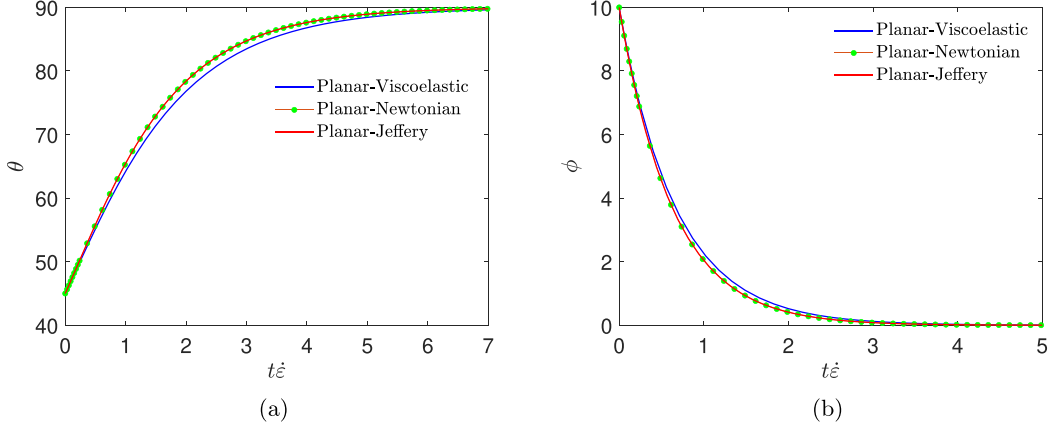 90
80
70
60
50
40
θ
0 1 2 3 4 5 6 7
tε̇
Planar-Viscoelastic
Planar-Newtonian
Planar-Jeffery
(a)
10
8
6
4
2
0
ϕ
0 1 2 3 4 5
tε̇
Planar-Viscoelastic
Planar-Newtonian
Planar-Jeffery
(b)